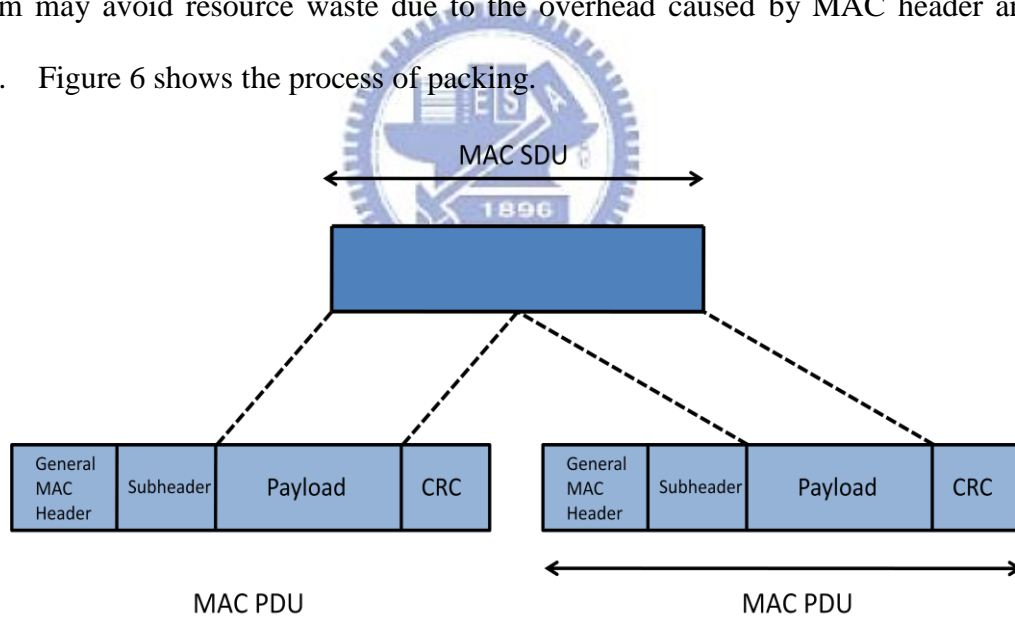 m may avoid resource waste due to the overhead caused by MAC header an
. Figure 6 shows the process of packing.
ESA
MAC SDU
1896
General MAC Header Subheader Payload CRC
General MAC Header Subheader Payload CRC
MAC PDU
MAC PDU